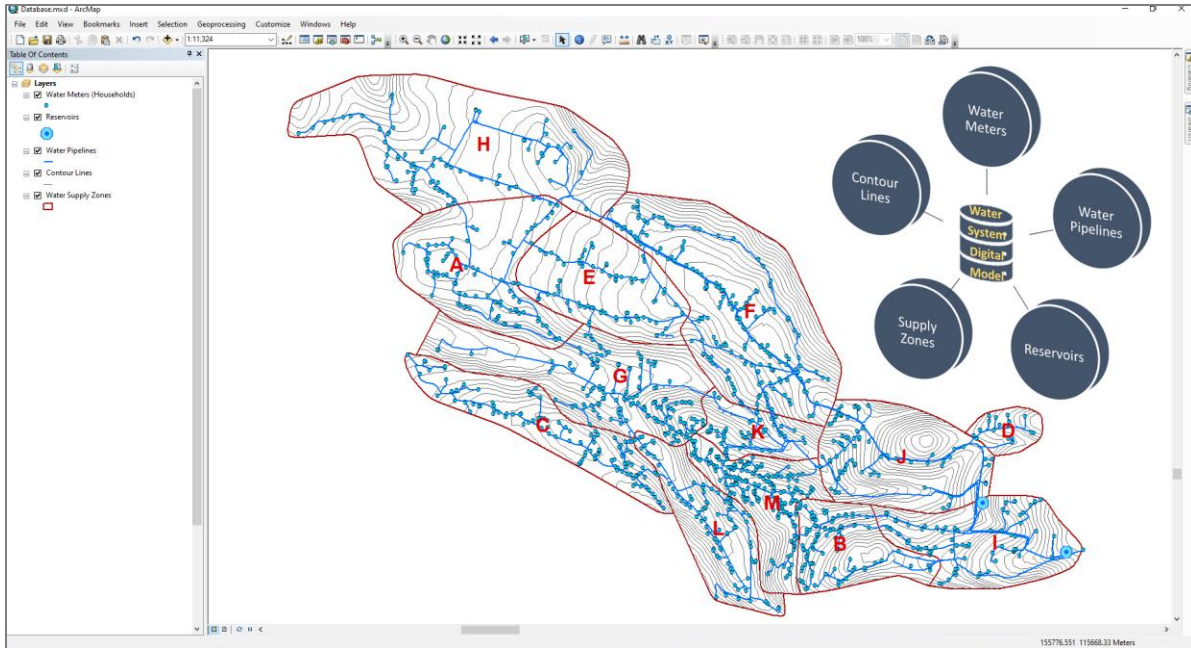 Database.mxd - ArcMap
File Edit View Bookmarks Insert Selection Geoprocessing Customize Windows Help
1:11,324
100%
Table Of Contents
Layers
Water Meters (Households)
Reservoirs
Water Pipelines
Contour Lines
Water Supply Zones
H
A
E
F
G
C
K
D
J
M
L
B
I
Water
Meters
Contour
Lines
Water
Pipelines
Water
System
Digital
Model
Supply
Zones
Reservoirs
155776.551 115668.33 Meters